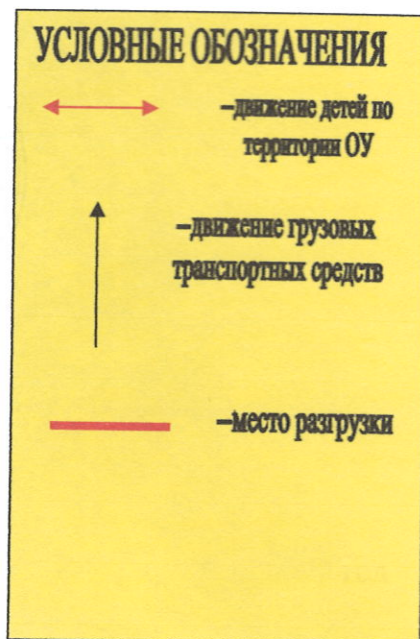 УСЛОВНЫЕ ОБОЗНАЧЕНИЯ
–движение детей по
территории ОУ
–движение грузовых
транспортных средств
–место разгрузки